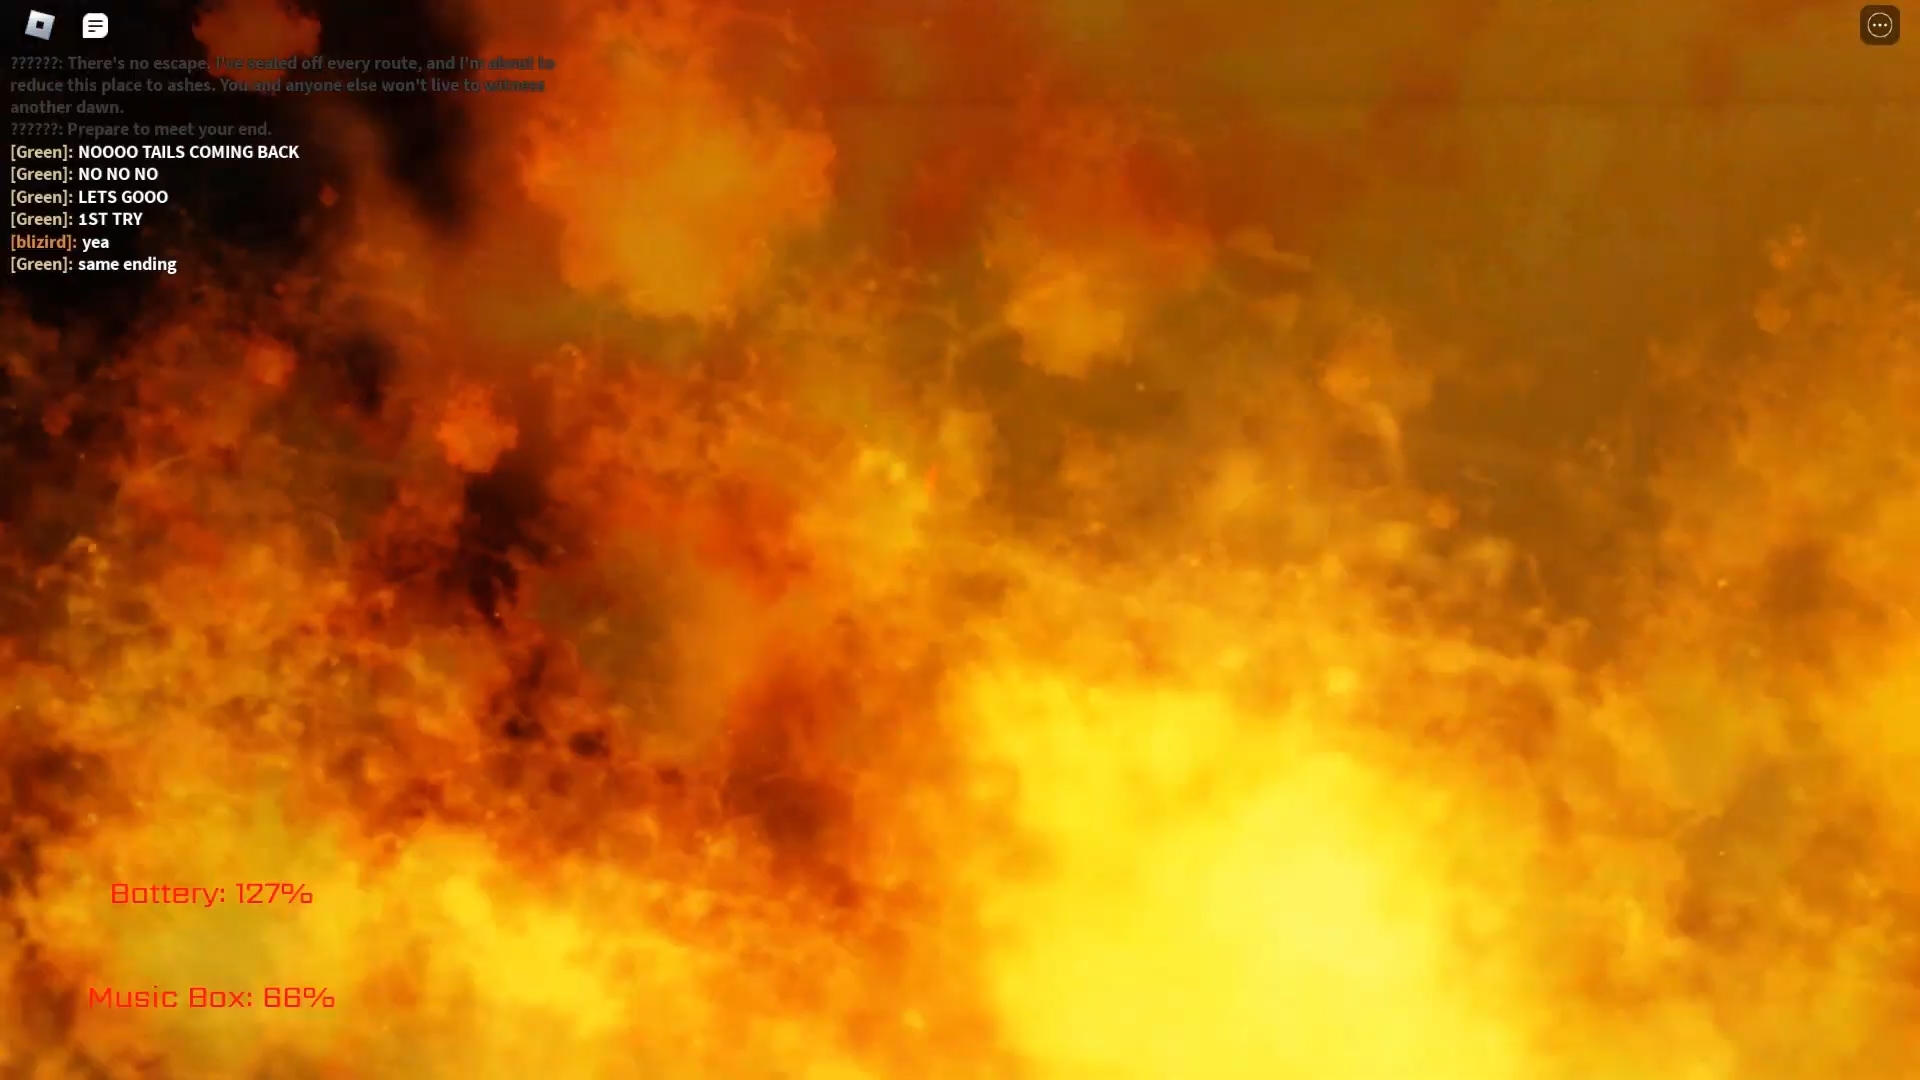 ??????: There's no escape. I've sealed off every route, and I'm about to
reduce this place to ashes. You and anyone else won't live to witness
another dawn.
??????: Prepare to meet your end.
[Green]: NOOOO TAILS COMING BACK
[Green]: NO NO NO
[Green]: LETS GOOO
[Green]: 1ST TRY
[blizird]: yea
[Green]: same ending
Battery: 127%
Music Box: 66%